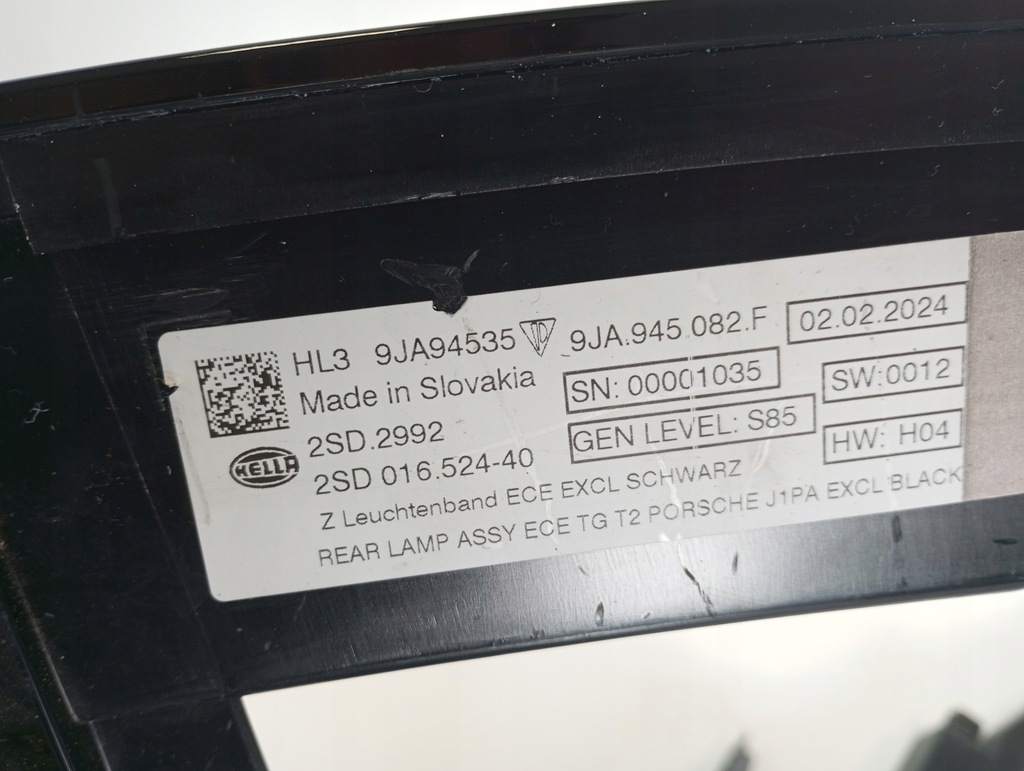 HL3 9JA94535 9JA.945.082.F 02.02.2024
Made in Slovakia SN: 00001035 SW:0012
2SD.2992 GEN LEVEL: S85 HW: H04
HELLA 2SD 016.524-40
Z Leuchtenband ECE EXCL SCHWARZ
REAR LAMP ASSY ECE TG T2 PORSCHE J1PA EXCL BLACK